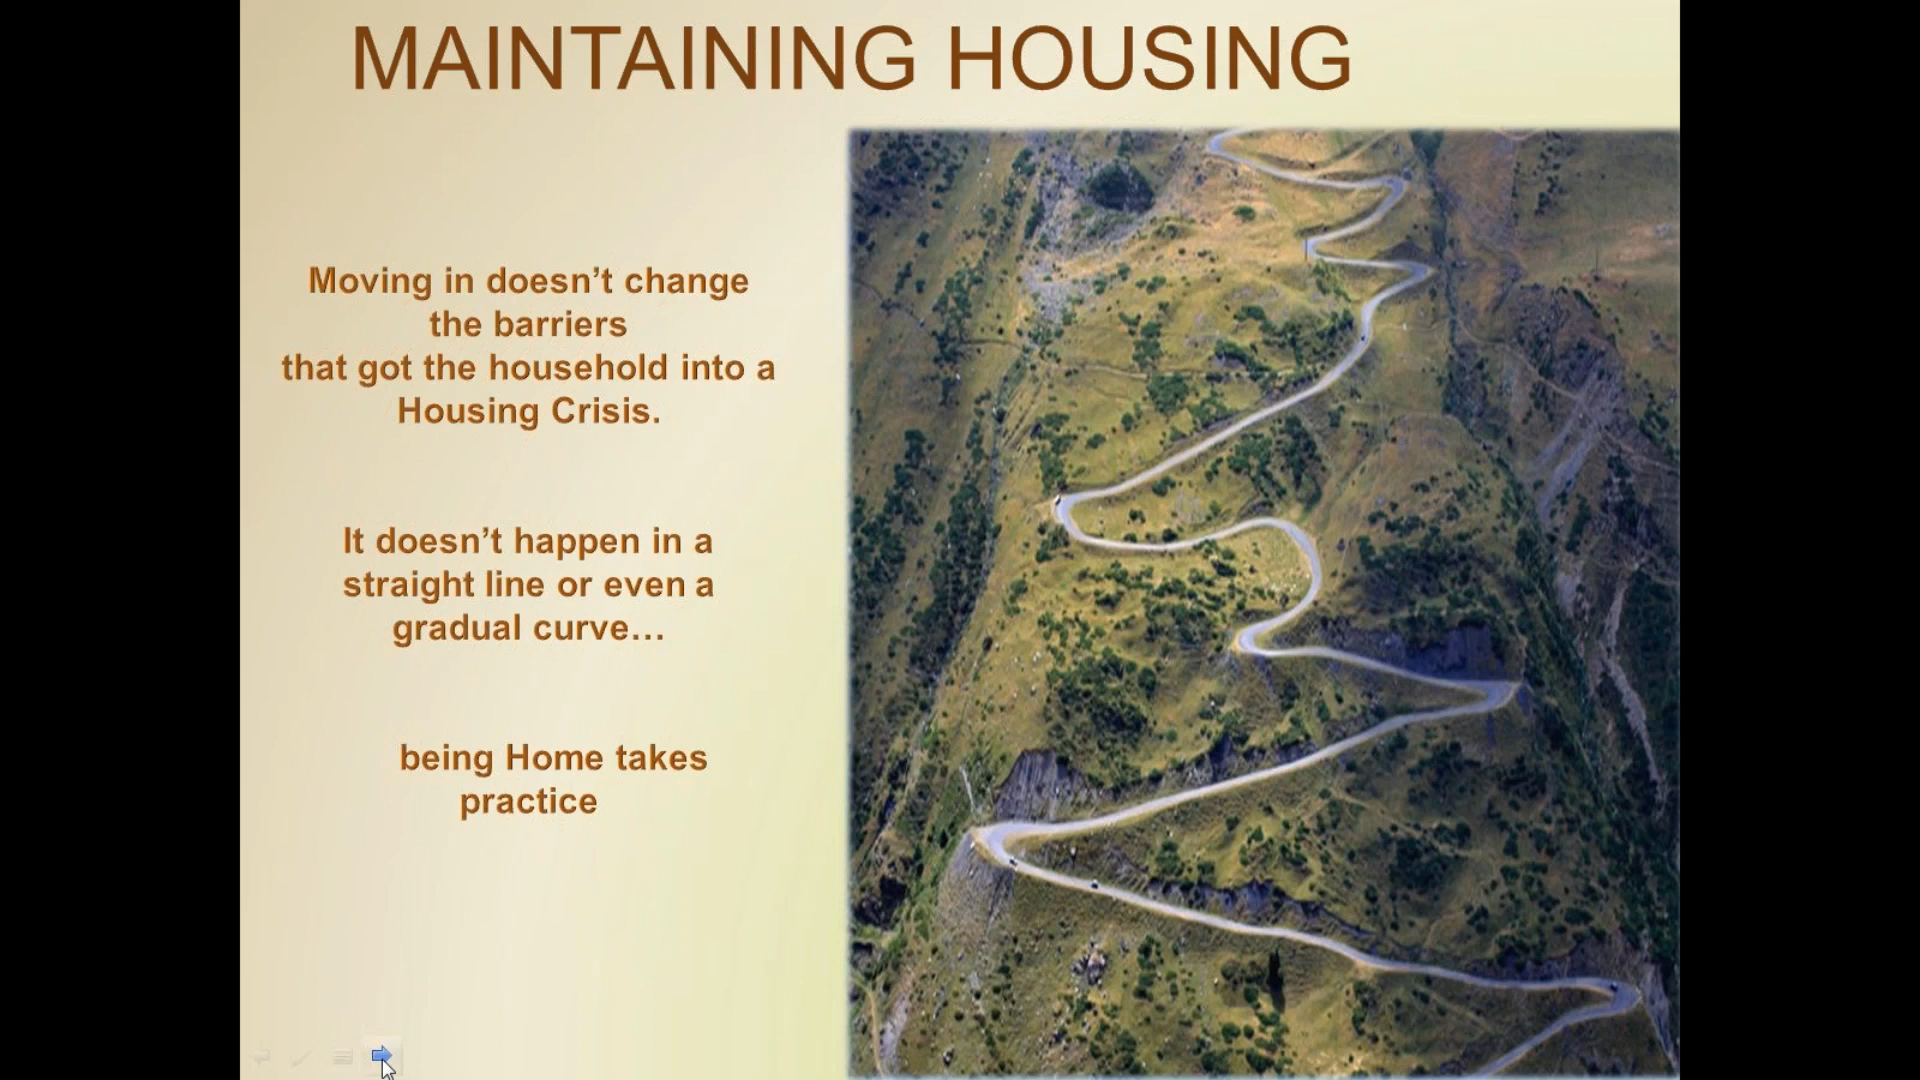 MAINTAINING HOUSING
Moving in doesn’t change
the barriers
that got the household into a
Housing Crisis.
It doesn’t happen in a
straight line or even a
gradual curve…
being Home takes
practice